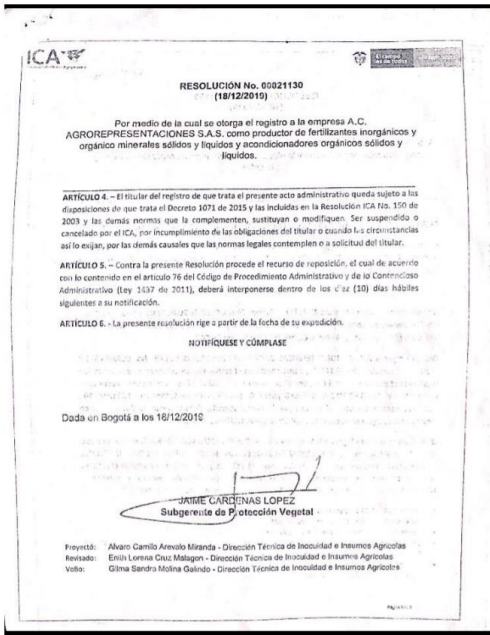 ICA
El campo
es de todos
RESOLUCIÓN No. 00021130
(18/12/2019)
Por medio de la cual se otorga el registro a la empresa A.C.
AGROREPRESENTACIONES S.A.S. como productor de fertilizantes inorgánicos y
orgánico minerales sólidos y líquidos y acondicionadores orgánicos sólidos y
líquidos.
ARTÍCULO 4. – El titular del registro de que trata el presente acto administrativo queda sujeto a las
disposiciones de que trata el Decreto 1071 de 2015 y las incluidas en la Resolución ICA No. 150 de
2003 y las demás normas que la complementen, sustituyan o modifiquen. Ser suspendido o
cancelado por el ICA, por incumplimiento de las obligaciones del titular o cuando las circunstancias
así lo exijan, por las demás causales que las normas legales contemplen o a solicitud del titular.
ARTÍCULO 5. – Contra la presente Resolución procede el recurso de reposición, el cual de acuerdo
con lo contenido en el artículo 76 del Código de Procedimiento Administrativo y de lo Contencioso
Administrativo (Ley 1437 de 2011), deberá interponerse dentro de los diez (10) días hábiles
siguientes a su notificación.
ARTÍCULO 6. - La presente resolución rige a partir de la fecha de su expedición.
NOTIFÍQUESE Y CÚMPLASE
Dada en Bogotá a los 18/12/2019
JAIME CARDENAS LOPEZ
Subgerente de Protección Vegetal
Proyectó: Alvaro Camilo Arevalo Miranda - Dirección Técnica de Inocuidad e Insumos Agrícolas
Revisado: Erlith Lorena Cruz Malagon - Dirección Técnica de Inocuidad e Insumos Agrícolas
VoBo: Gilma Sandra Molina Galindo - Dirección Técnica de Inocuidad e Insumos Agrícolas